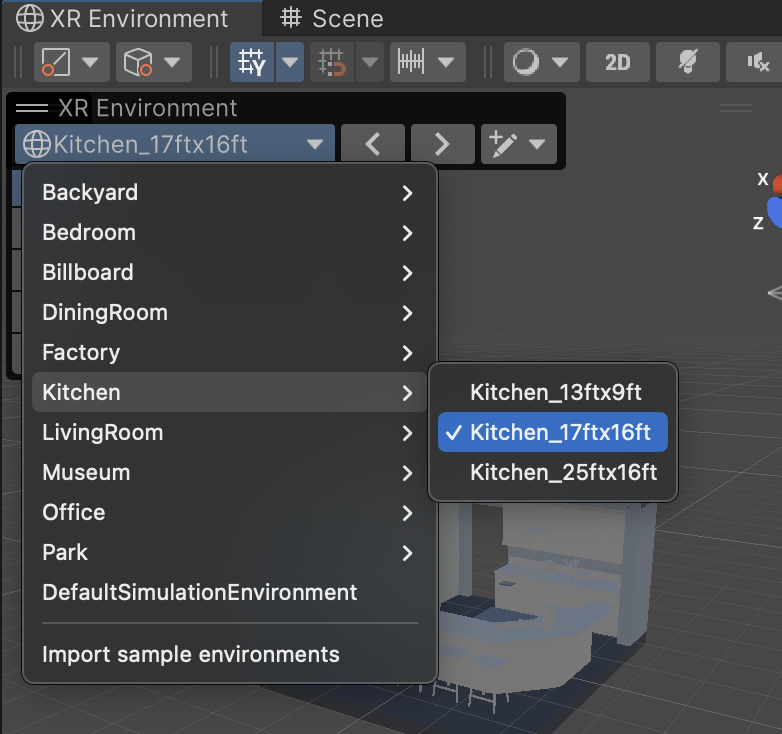 XR Environment
Scene
Y
2D
XR Environment
Kitchen_17ftx16ft
X
Z
Backyard
Bedroom
Billboard
DiningRoom
Factory
Kitchen
Kitchen_13ftx9ft
LivingRoom
Kitchen_17ftx16ft
Museum
Kitchen_25ftx16ft
Office
Park
DefaultSimulationEnvironment
Import sample environments